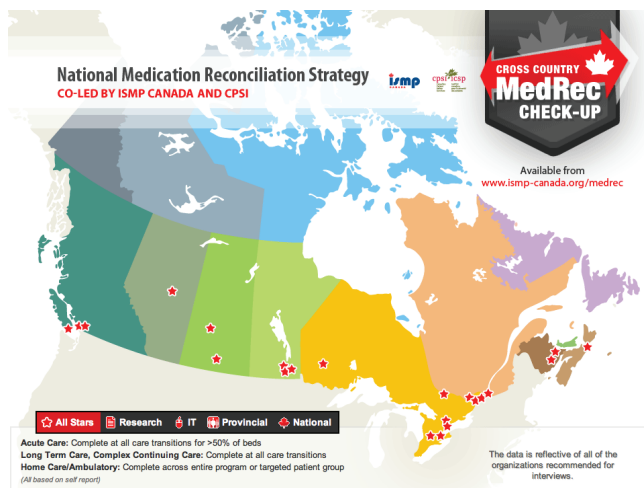 National Medication Reconciliation Strategy
CO-LED BY ISMP CANADA AND CPSI
ismp
CANADA
cpsi icsp
CROSS COUNTRY
MedRec
CHECK-UP
Available from
www.ismp-canada.org/medrec
All Stars
Research
IT
Provincial
National
Acute Care: Complete at all care transitions for >50% of beds
Long Term Care, Complex Continuing Care: Complete at all care transitions
Home Care/Ambulatory: Complete across entire program or targeted patient group
(All based on self report)
The data is reflective of all of the
organizations recommended for
interviews.